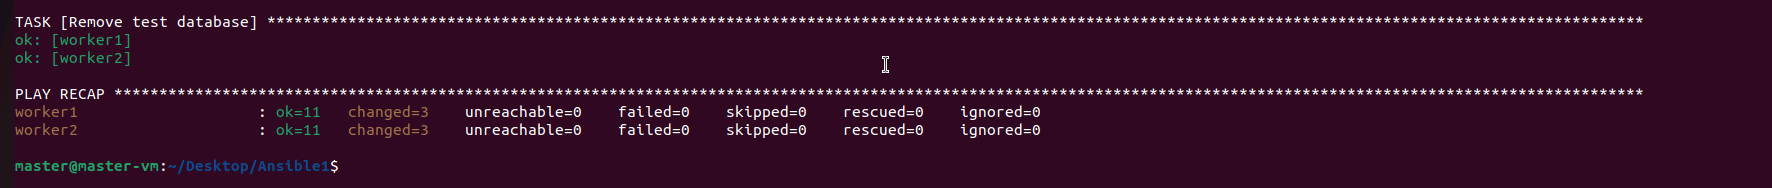 TASK [Remove test database] *********************************************************************************************************************************************************
ok: [worker1]
ok: [worker2]
PLAY RECAP **************************************************************************************************************************************************************************
worker1 : ok=11 changed=3 unreachable=0 failed=0 skipped=0 rescued=0 ignored=0
worker2 : ok=11 changed=3 unreachable=0 failed=0 skipped=0 rescued=0 ignored=0
master@master-vm:~/Desktop/Ansible1$